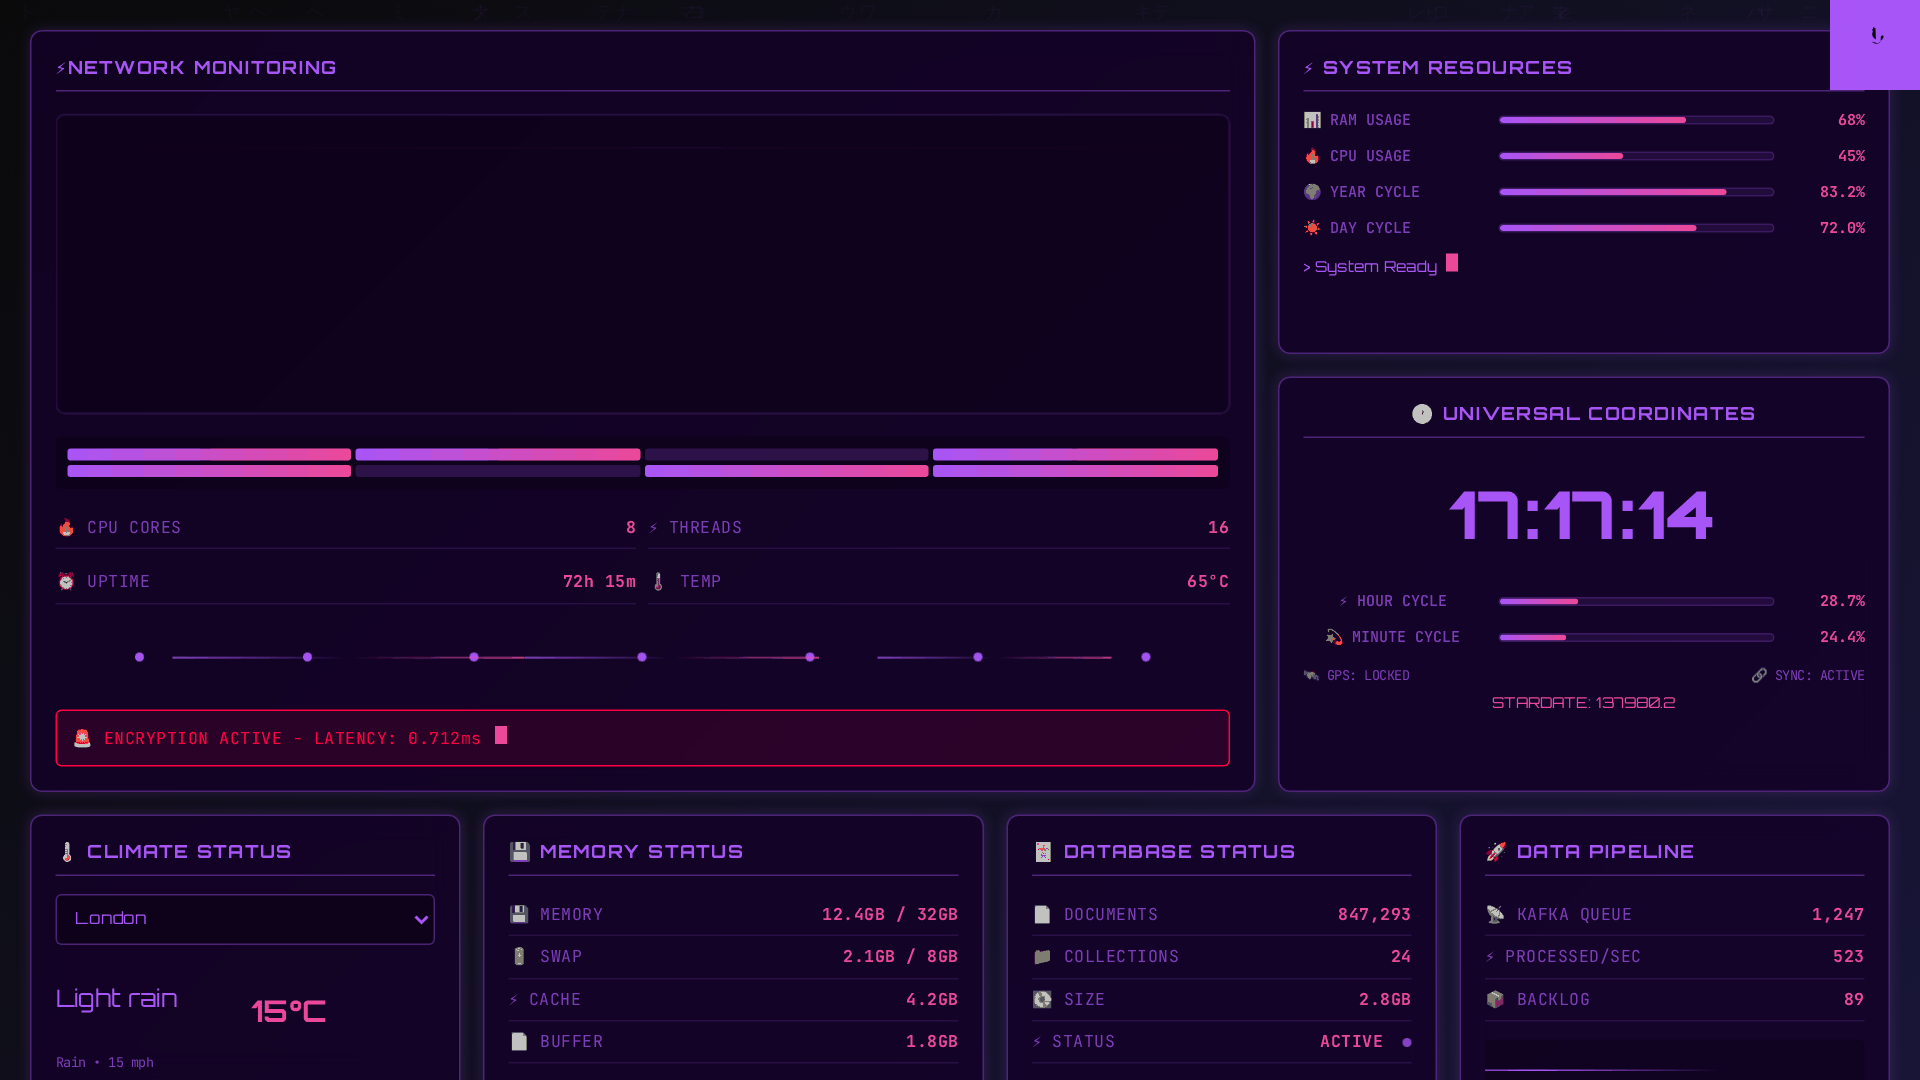 NETWORK MONITORING
SYSTEM RESOURCES
RAM USAGE 68%
CPU USAGE 45%
YEAR CYCLE 83.2%
DAY CYCLE 72.0%
> System Ready
UNIVERSAL COORDINATES
17:17:14
HOUR CYCLE 28.7%
MINUTE CYCLE 24.4%
GPS: LOCKED SYNC: ACTIVE
STARDATE: 137980.2
CPU CORES 8 THREADS 16
UPTIME 72h 15m TEMP 65°C
ENCRYPTION ACTIVE - LATENCY: 0.712ms
CLIMATE STATUS
London
Light rain 15°C
Rain • 15 mph
MEMORY STATUS
MEMORY 12.4GB / 32GB
SWAP 2.1GB / 8GB
CACHE 4.2GB
BUFFER 1.8GB
DATABASE STATUS
DOCUMENTS 847,293
COLLECTIONS 24
SIZE 2.8GB
STATUS ACTIVE
DATA PIPELINE
KAFKA QUEUE 1,247
PROCESSED/SEC 523
BACKLOG 89